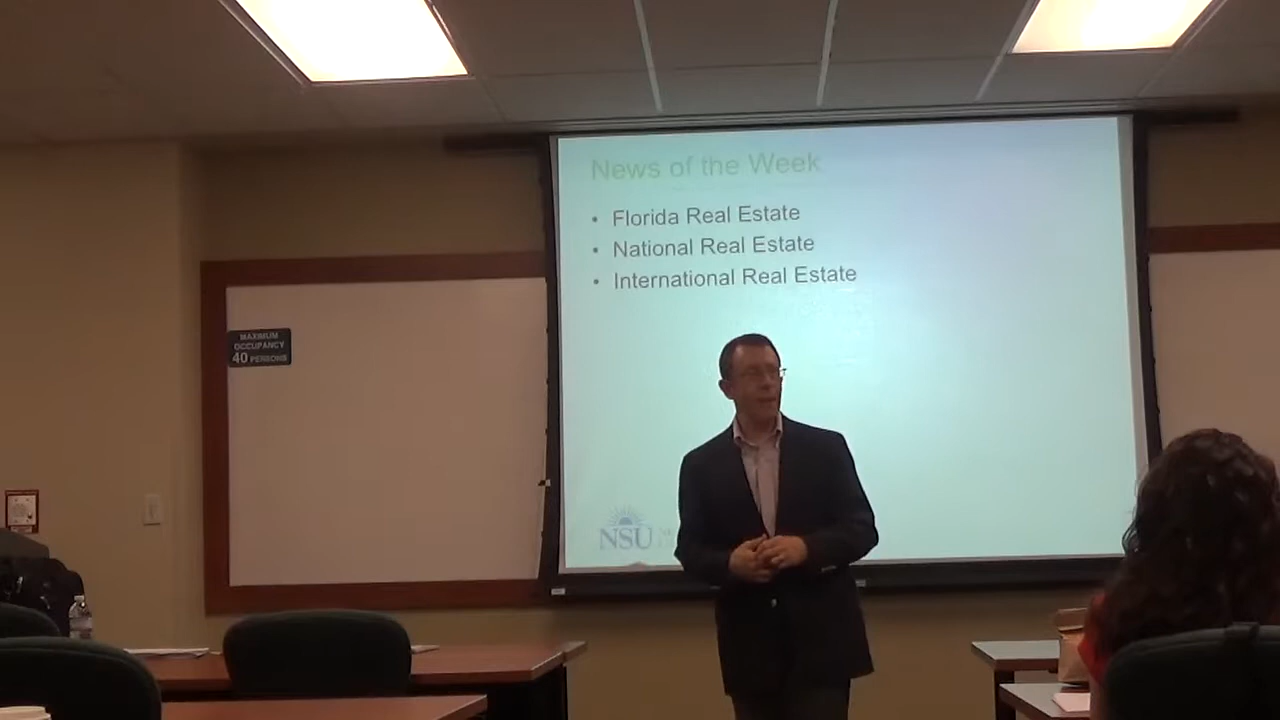 News of the Week
• Florida Real Estate
• National Real Estate
• International Real Estate
MAXIMUM
OCCUPANCY
40 PERSONS
NSU